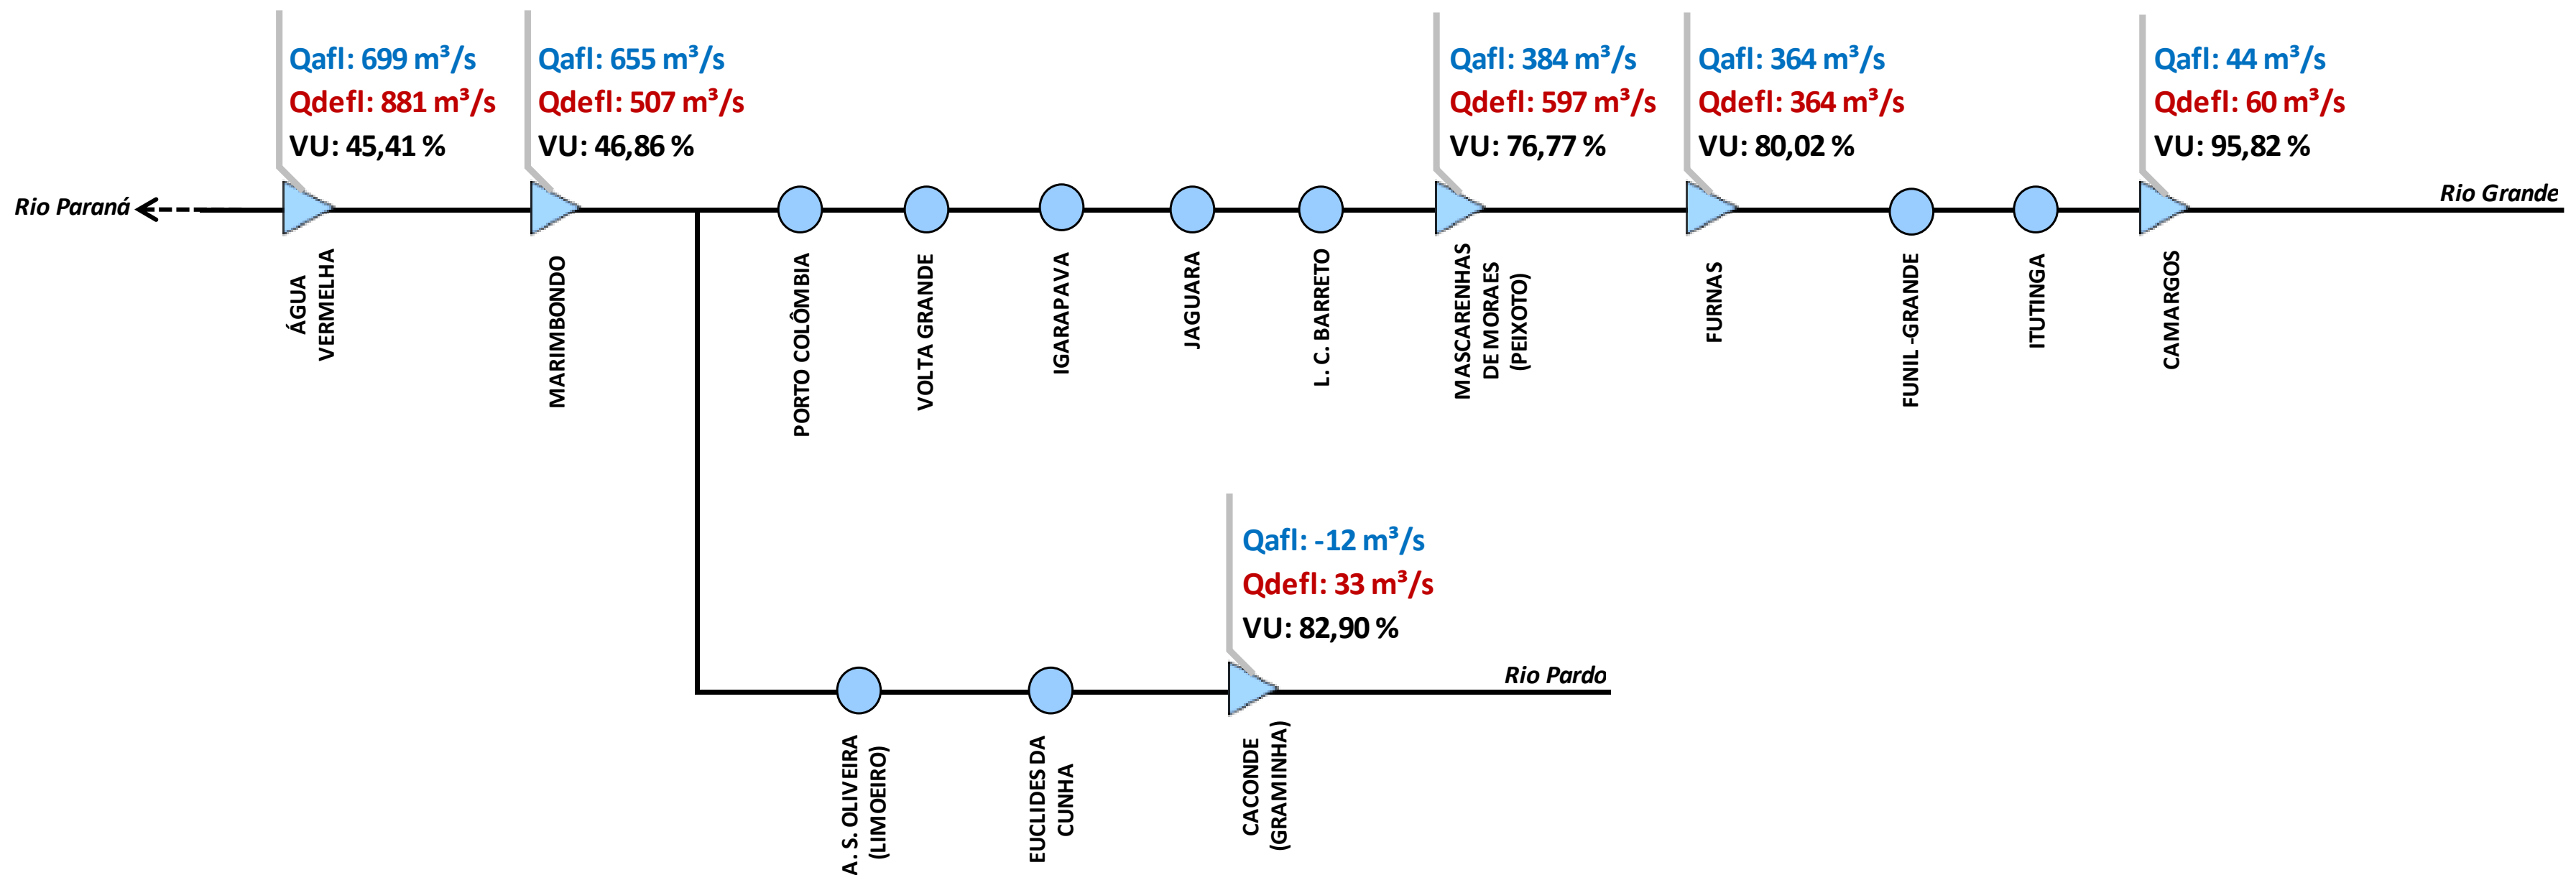 Qafl: 699 m³/s
Qdefl: 881 m³/s
VU: 45,41 %
Qafl: 655 m³/s
Qdefl: 507 m³/s
VU: 46,86 %
Qafl: 384 m³/s
Qdefl: 597 m³/s
VU: 76,77 %
Qafl: 364 m³/s
Qdefl: 364 m³/s
VU: 80,02 %
Qafl: 44 m³/s
Qdefl: 60 m³/s
VU: 95,82 %
Rio Paraná
Rio Grande
ÁGUA
VERMELHA
MARIMBONDO
PORTO COLÔMBIA
VOLTA GRANDE
IGARAPAVA
JAGUARA
L. C. BARRETO
MASCARENHAS
DE MORAES
(PEIXOTO)
FURNAS
FUNIL -GRANDE
ITUTINGA
CAMARGOS
Qafl: -12 m³/s
Qdefl: 33 m³/s
VU: 82,90 %
Rio Pardo
A. S. OLIVEIRA
(LIMOEIRO)
EUCLIDES DA
CUNHA
CACONDE
(GRAMINHA)